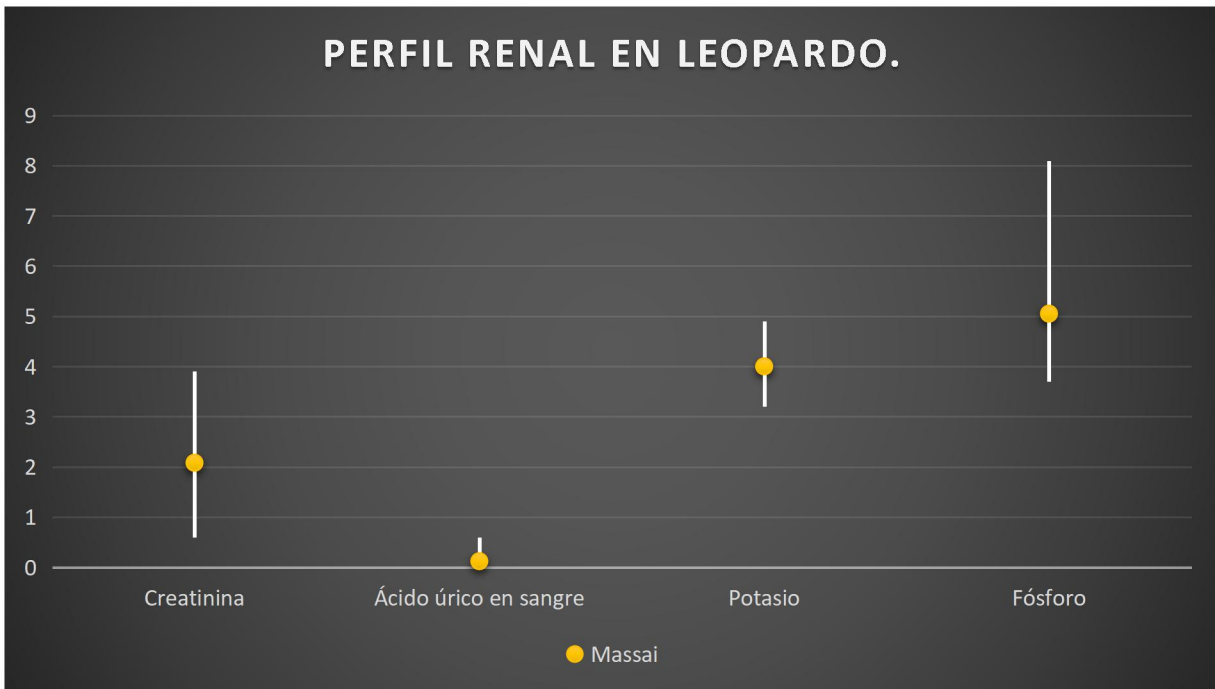 PERFIL RENAL EN LEOPARDO.
9
8
7
6
5
4
3
2
1
0
Creatinina
Ácido úrico en sangre
Potasio
Fósforo
Massai